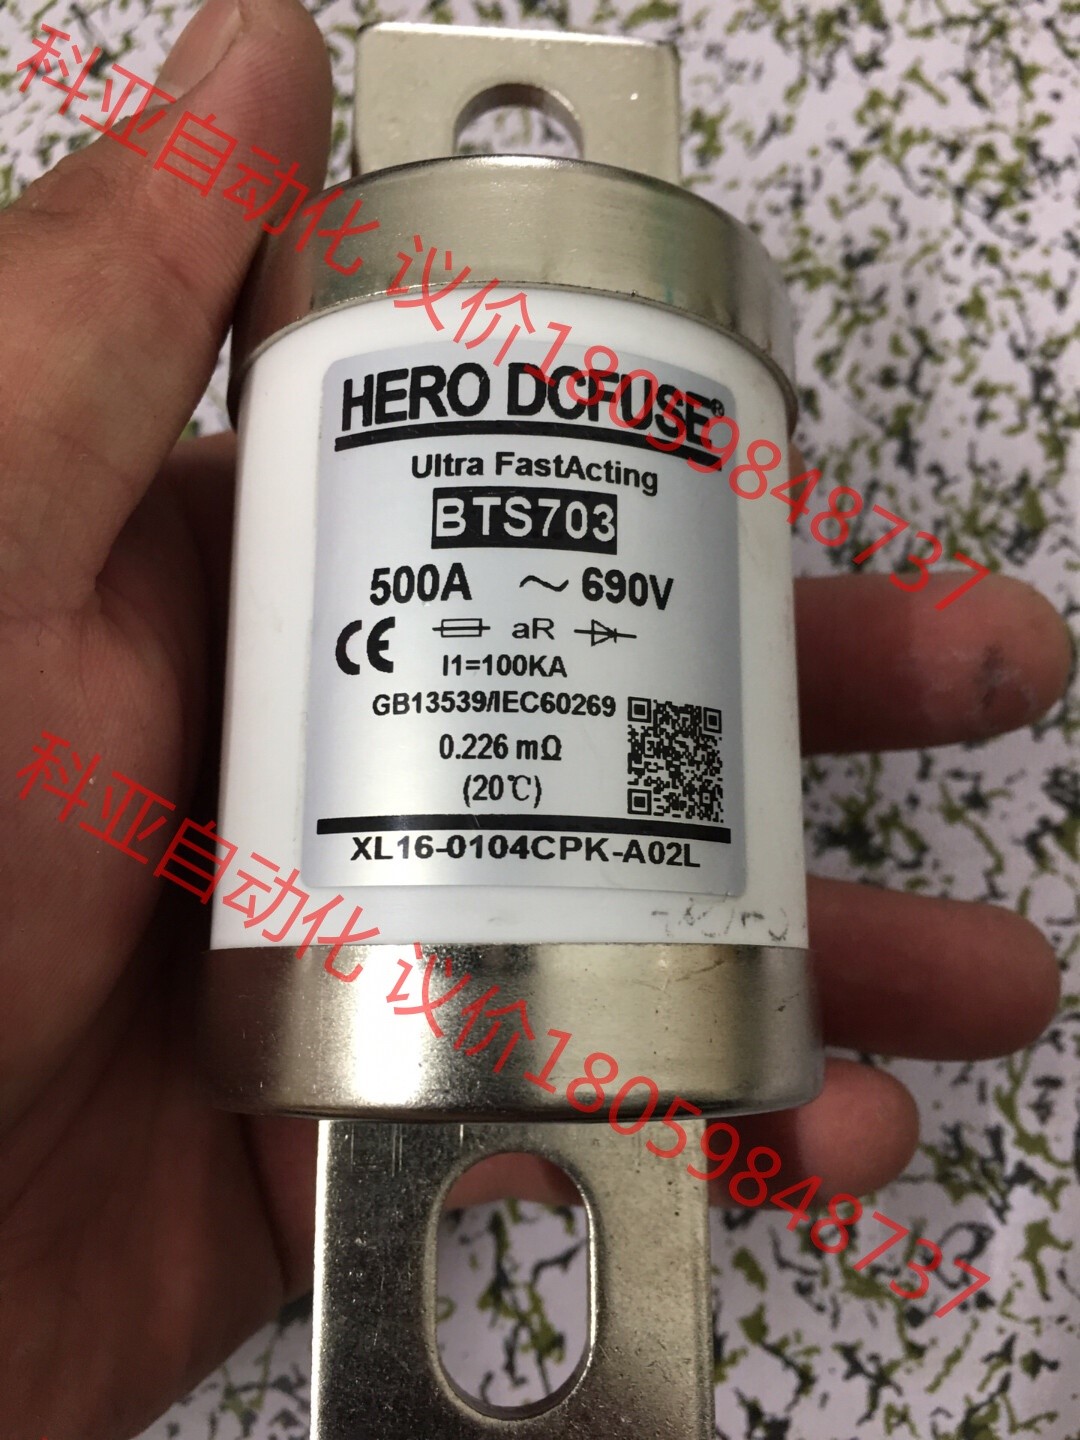 科亚自动化 议价18059848737
HERO DCFUSE®
Ultra FastActing
BTS703
500A ~690V
CE aR
I1=100KA
GB13539/IEC60269
0.226 mΩ
(20℃)
XL16-0104CPK-A02L
科亚自动化 议价18059848737